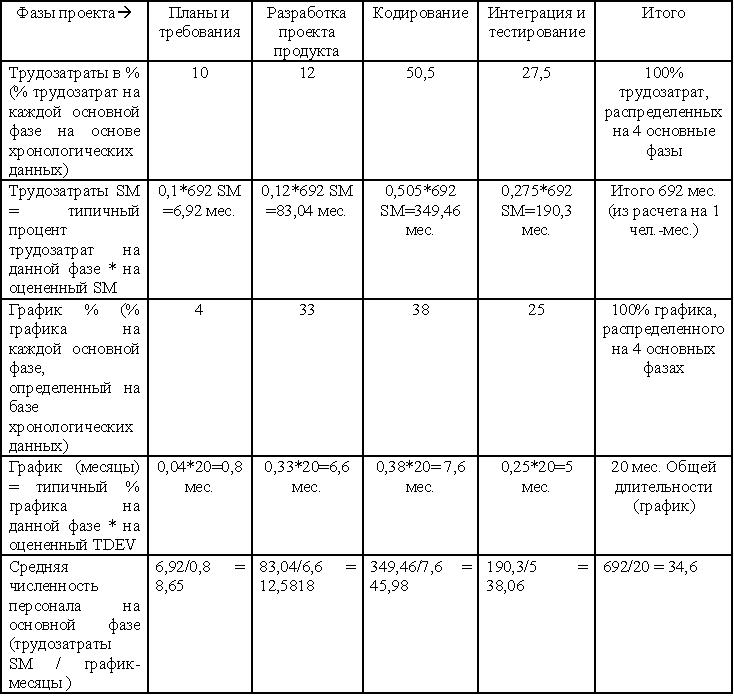 Фазы проекта→
Планы и
требования
Разработка
проекта
продукта
Кодирование
Интеграция и
тестирование
Итого
Трудозатраты в %
(% трудозатрат на
каждой основной
фазе на основе
хронологических
данных)
10
12
50,5
27,5
100%
трудозатрат,
распределенных
на 4 основные
фазы
Трудозатраты SM
= типичный
процент
трудозатрат на
данной фазе * на
оцененный SM
0,1*692 SM
=6,92 мес.
0,12*692 SM
=83,04 мес.
0,505*692
SM=349,46
мес.
0,275*692
SM=190,3
мес.
Итого 692 мес.
(из расчета на 1
чел.-мес.)
График % (%
графика на
каждой основной
фазе,
определенный на
базе
хронологических
данных)
4
33
38
25
100% графика,
распределенного
на 4 основных
фазах
График (месяцы)
= типичный %
графика на
данной фазе * на
оцененный TDEV
0,04*20=0,8
мес.
0,33*20=6,6
мес.
0,38*20=7,6
мес.
0,25*20=5
мес.
20 мес. Общей
длительности
(график)
Средняя
численность
персонала на
основной фазе
(трудозатраты
SM / график-
месяцы)
6,92/0,8 =
8,65
83,04/6,6 =
12,5818
349,46/7,6 =
45,98
190,3/5 =
38,06
692/20 = 34,6